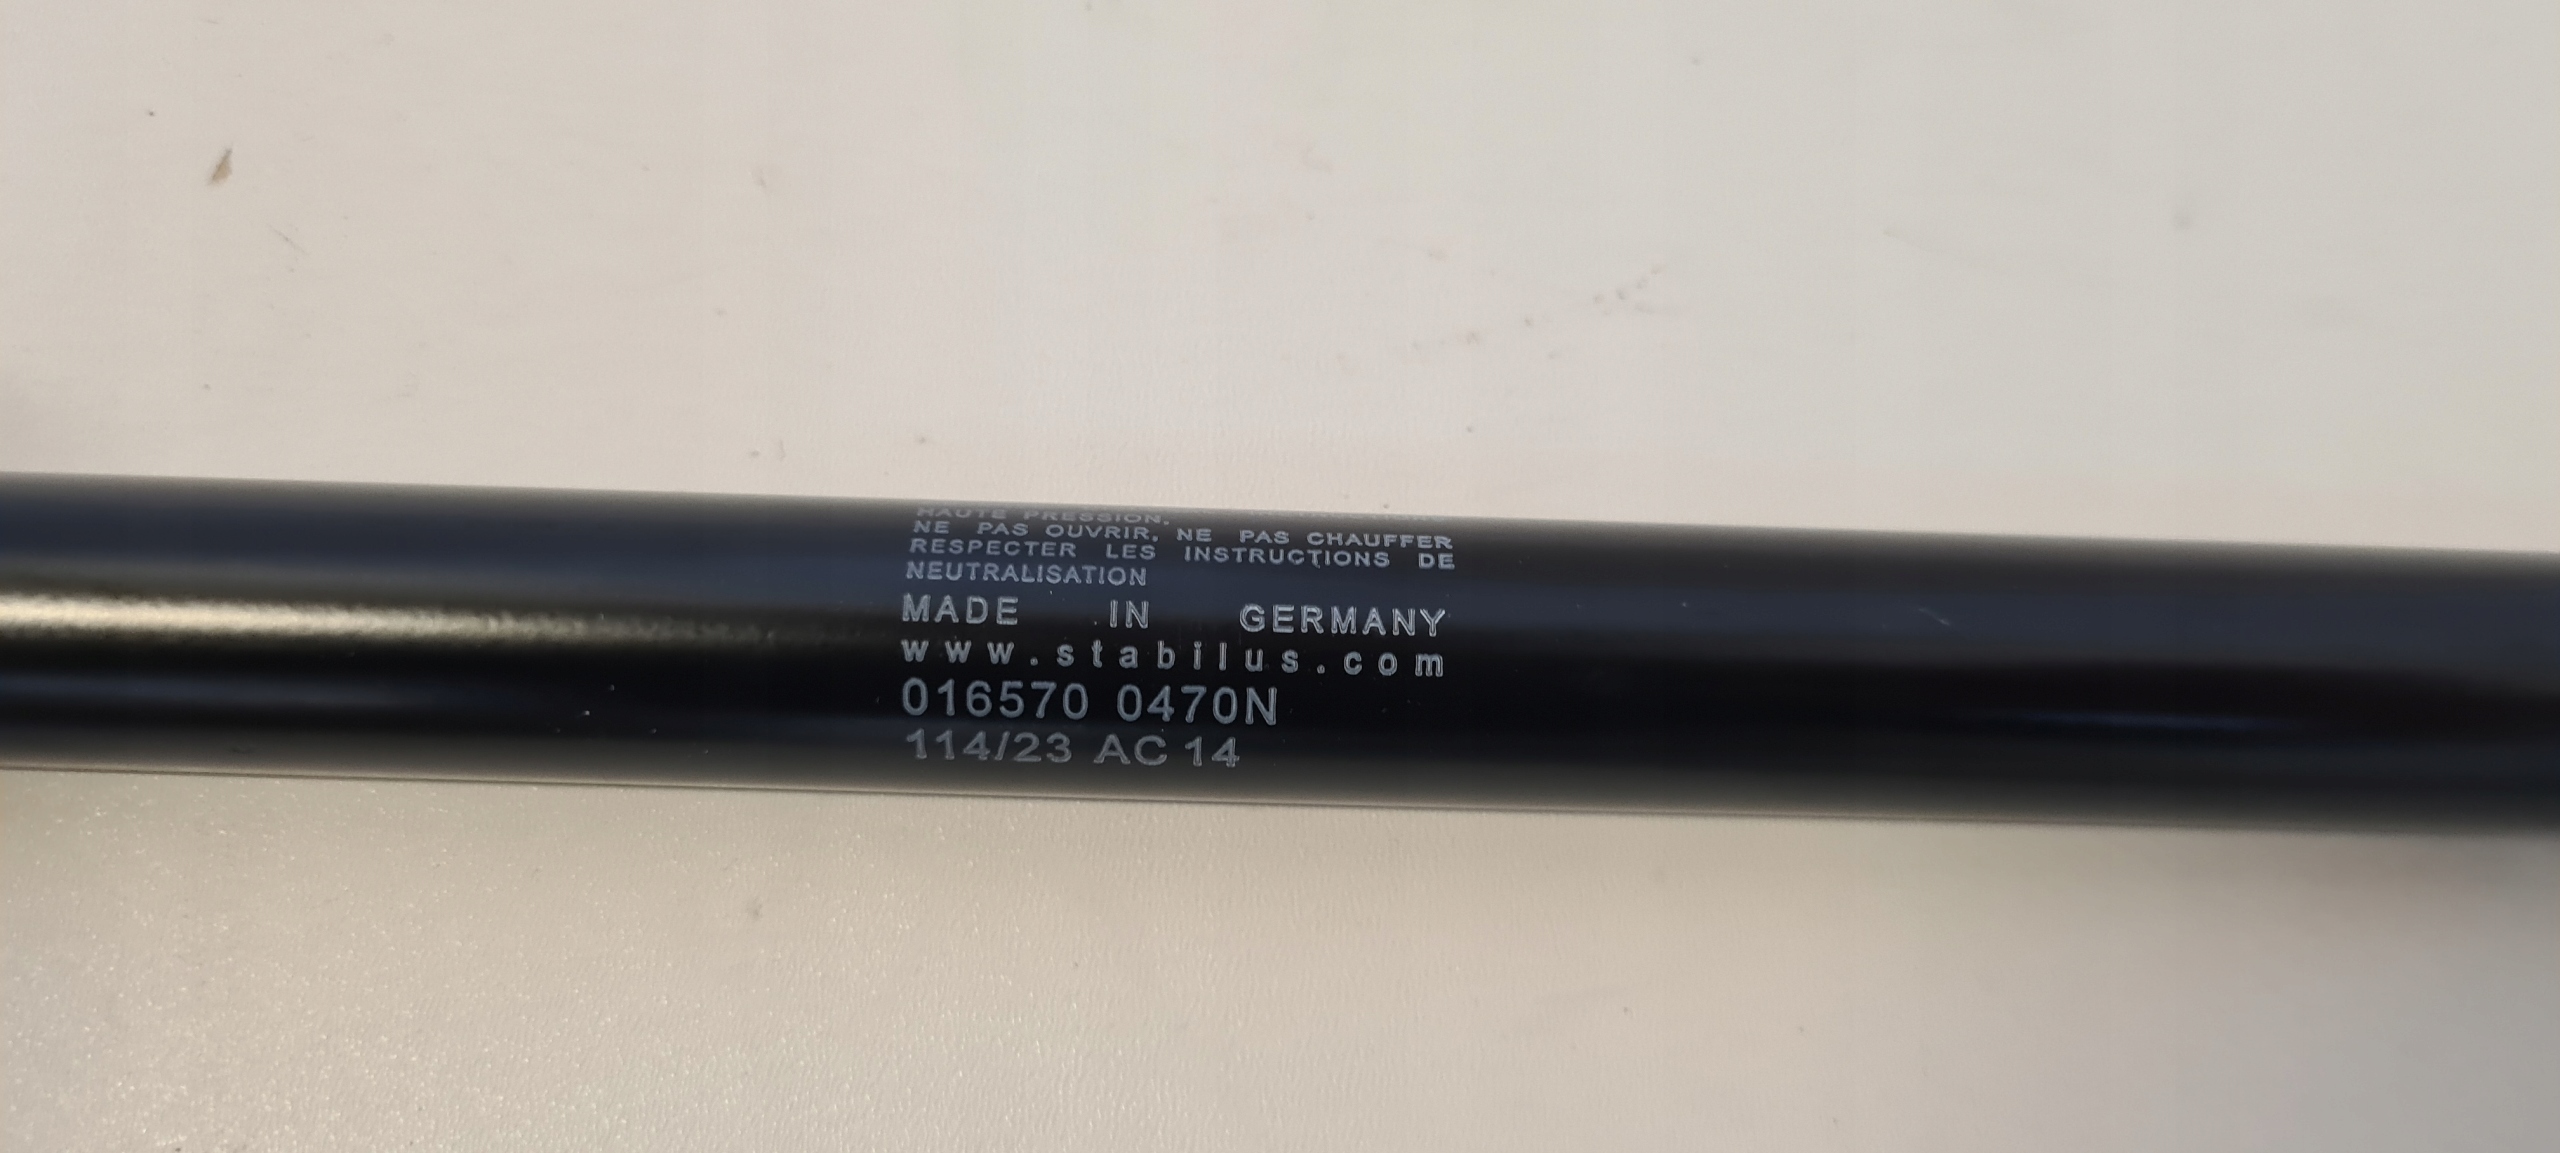 HAUTE PRESSION.
NE PAS OUVRIR. NE PAS CHAUFFER
RESPECTER LES INSTRUCTIONS DE
NEUTRALISATION
MADE IN GERMANY
www.stabilus.com
016570 0470N
114/23 AC 14